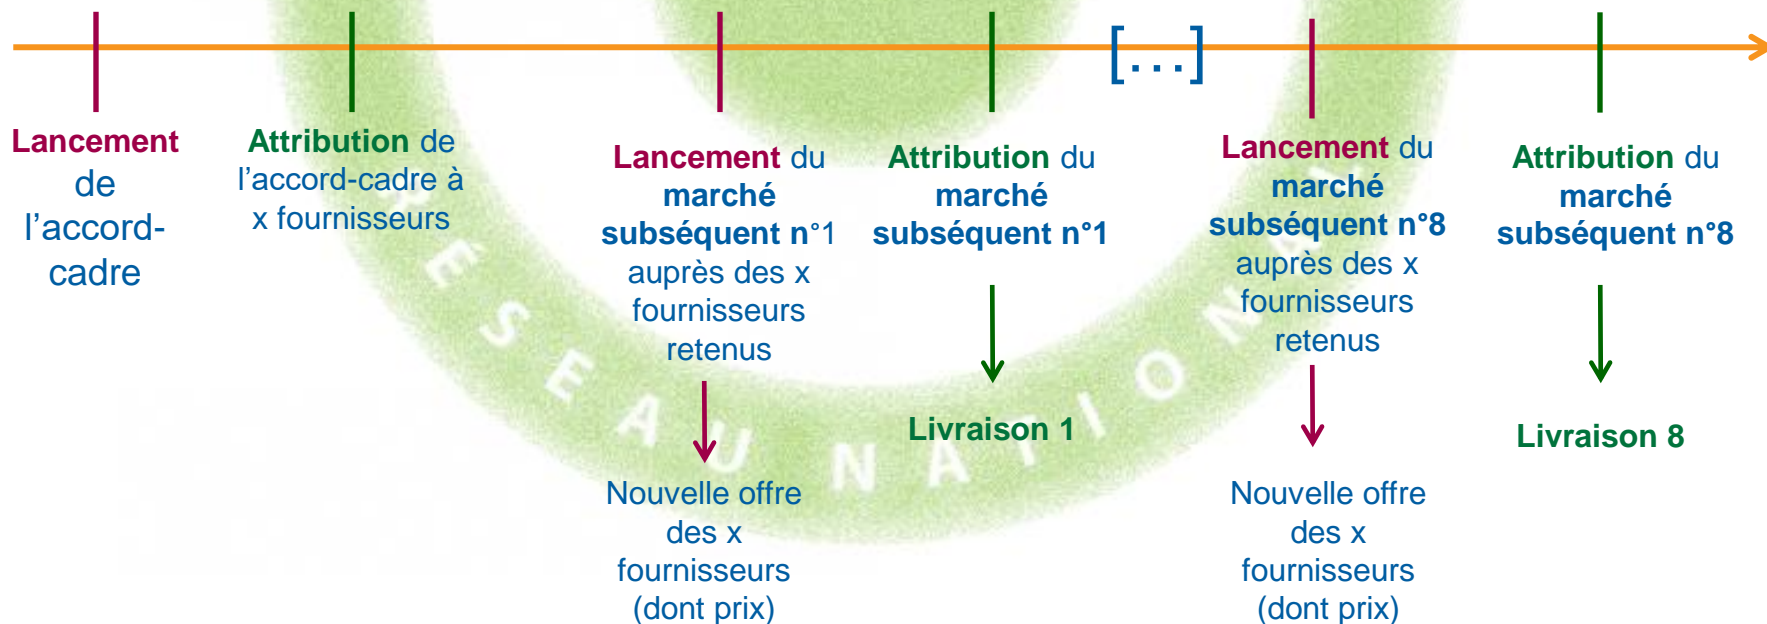 [...]
Lancement
de
l'accord-
cadre
Attribution de
l'accord-cadre à
x fournisseurs
Lancement du
marché
subséquent n°1
auprès des x
fournisseurs
retenus
Nouvelle offre
des x
fournisseurs
(dont prix)
Attribution du
marché
subséquent n°1
Livraison 1
Lancement du
marché
subséquent n°8
auprès des x
fournisseurs
retenus
Nouvelle offre
des x
fournisseurs
(dont prix)
Attribution du
marché
subséquent n°8
Livraison 8
RÉSEAU NATIONAL